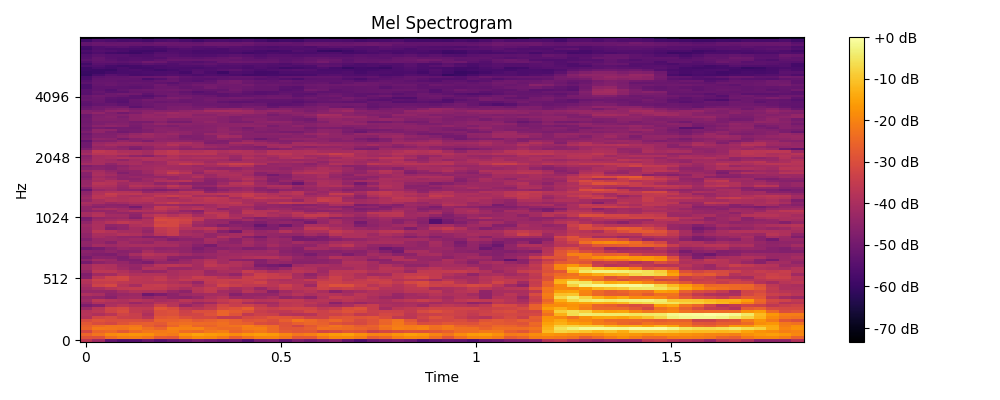 Mel Spectrogram
+0 dB
-10 dB
-20 dB
-30 dB
-40 dB
-50 dB
-60 dB
-70 dB
Hz
4096
2048
1024
512
0
0
0.5
1
1.5
Time